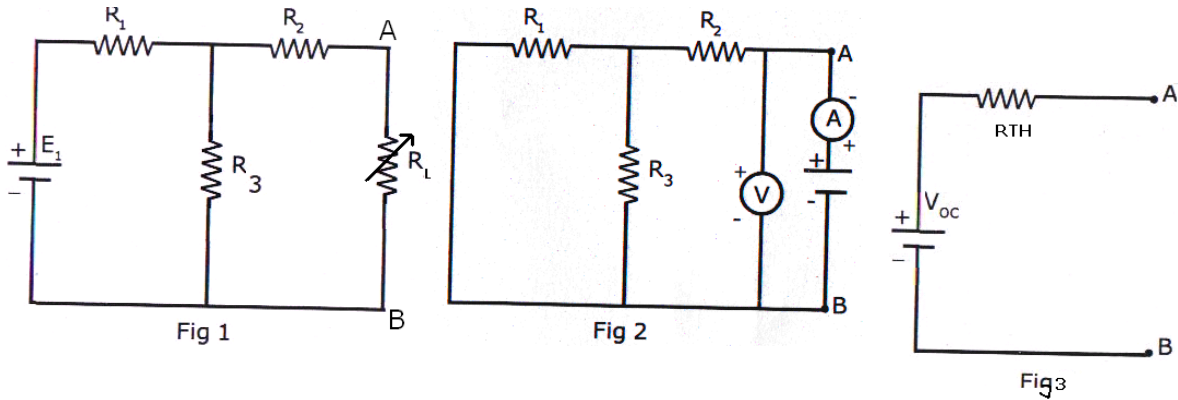 R1
R2
A
+
E1
−
R3
RL
B
Fig 1
R1
R2
A
-
A
+
R3
+
V
-
+
-
B
Fig 2
A
RTH
+
VOC
−
B
Fig3